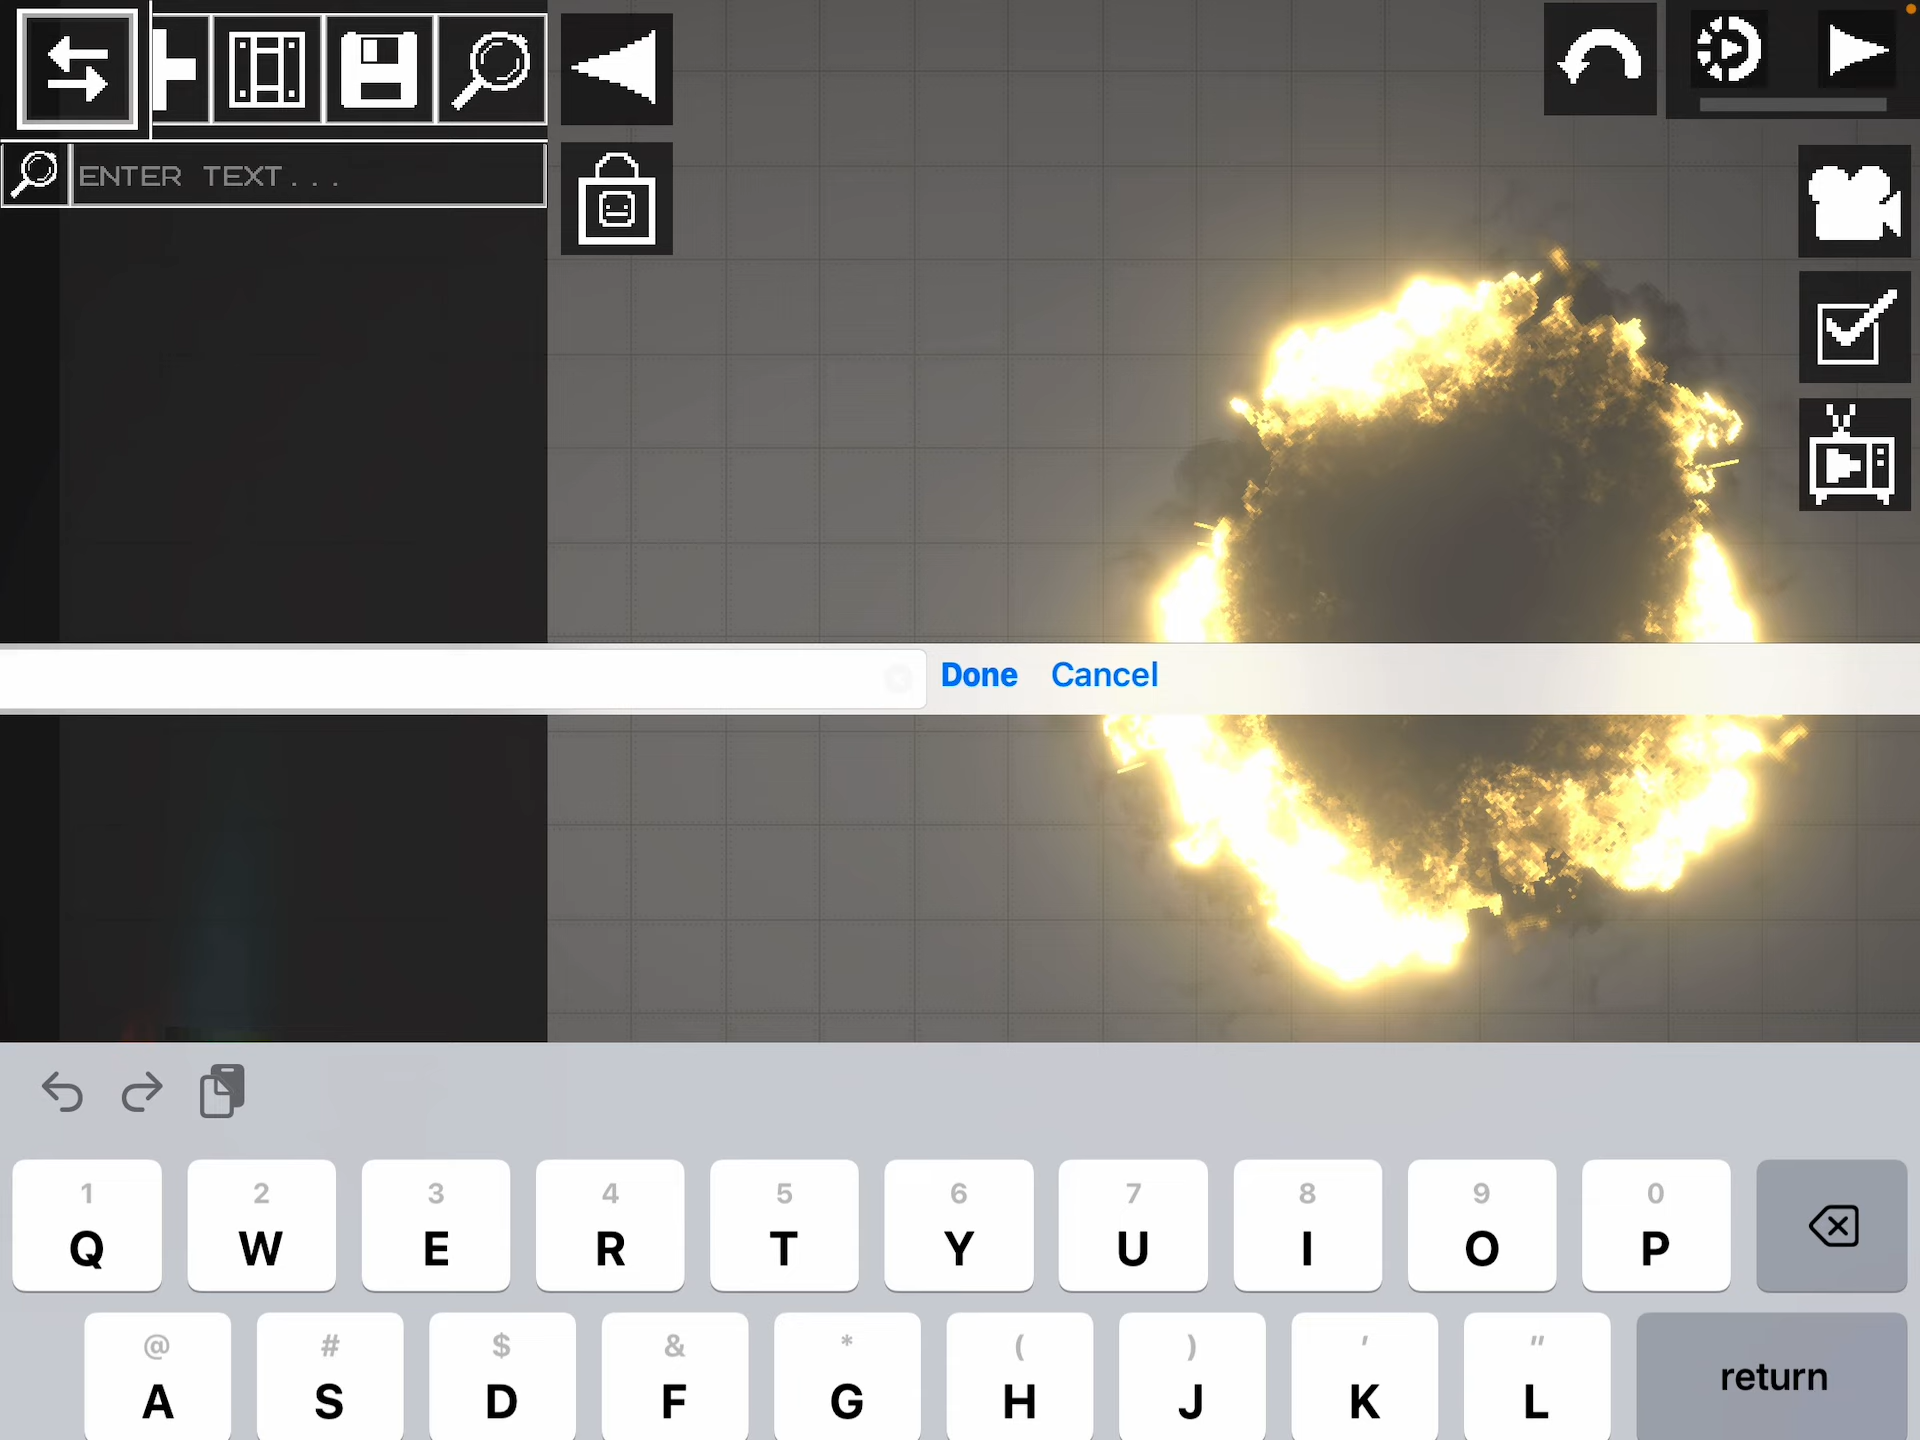 ENTER TEXT...
Done Cancel
1 2 3 4 5 6 7 8 9 0
Q W E R T Y U I O P
@ # $ & * ( ) ' "
A S D F G H J K L return